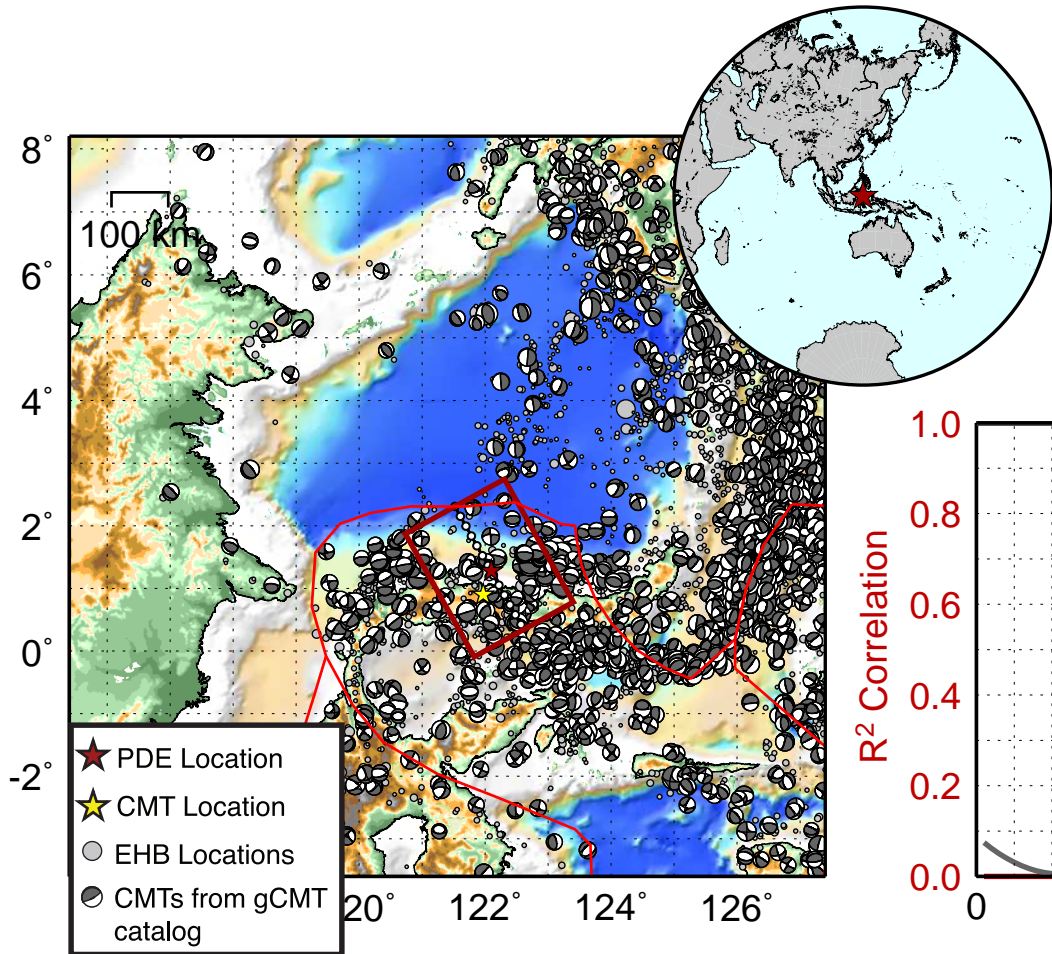 8°
6°
4°
2°
0°
-2°
100 km
PDE Location
CMT Location
EHB Locations
CMTs from gCMT
catalog
20°
122°
124°
126°
R² Correlation
1.0
0.8
0.6
0.4
0.2
0.0
0